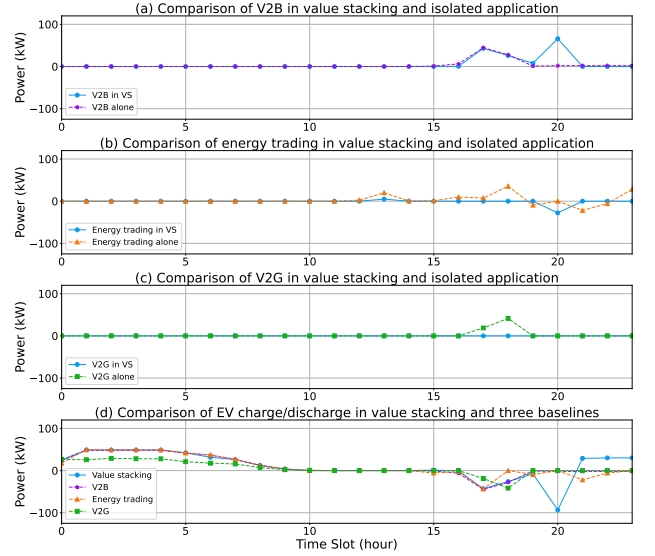 (a) Comparison of V2B in value stacking and isolated application
Power (kW)
100
0
−100
V2B in VS
V2B alone
0 5 10 15 20
(b) Comparison of energy trading in value stacking and isolated application
Power (kW)
100
0
−100
Energy trading in VS
Energy trading alone
0 5 10 15 20
(c) Comparison of V2G in value stacking and isolated application
Power (kW)
100
0
−100
V2G in VS
V2G alone
0 5 10 15 20
(d) Comparison of EV charge/discharge in value stacking and three baselines
Power (kW)
100
0
−100
Value stacking
V2B
Energy trading
V2G
0 5 10 15 20
Time Slot (hour)